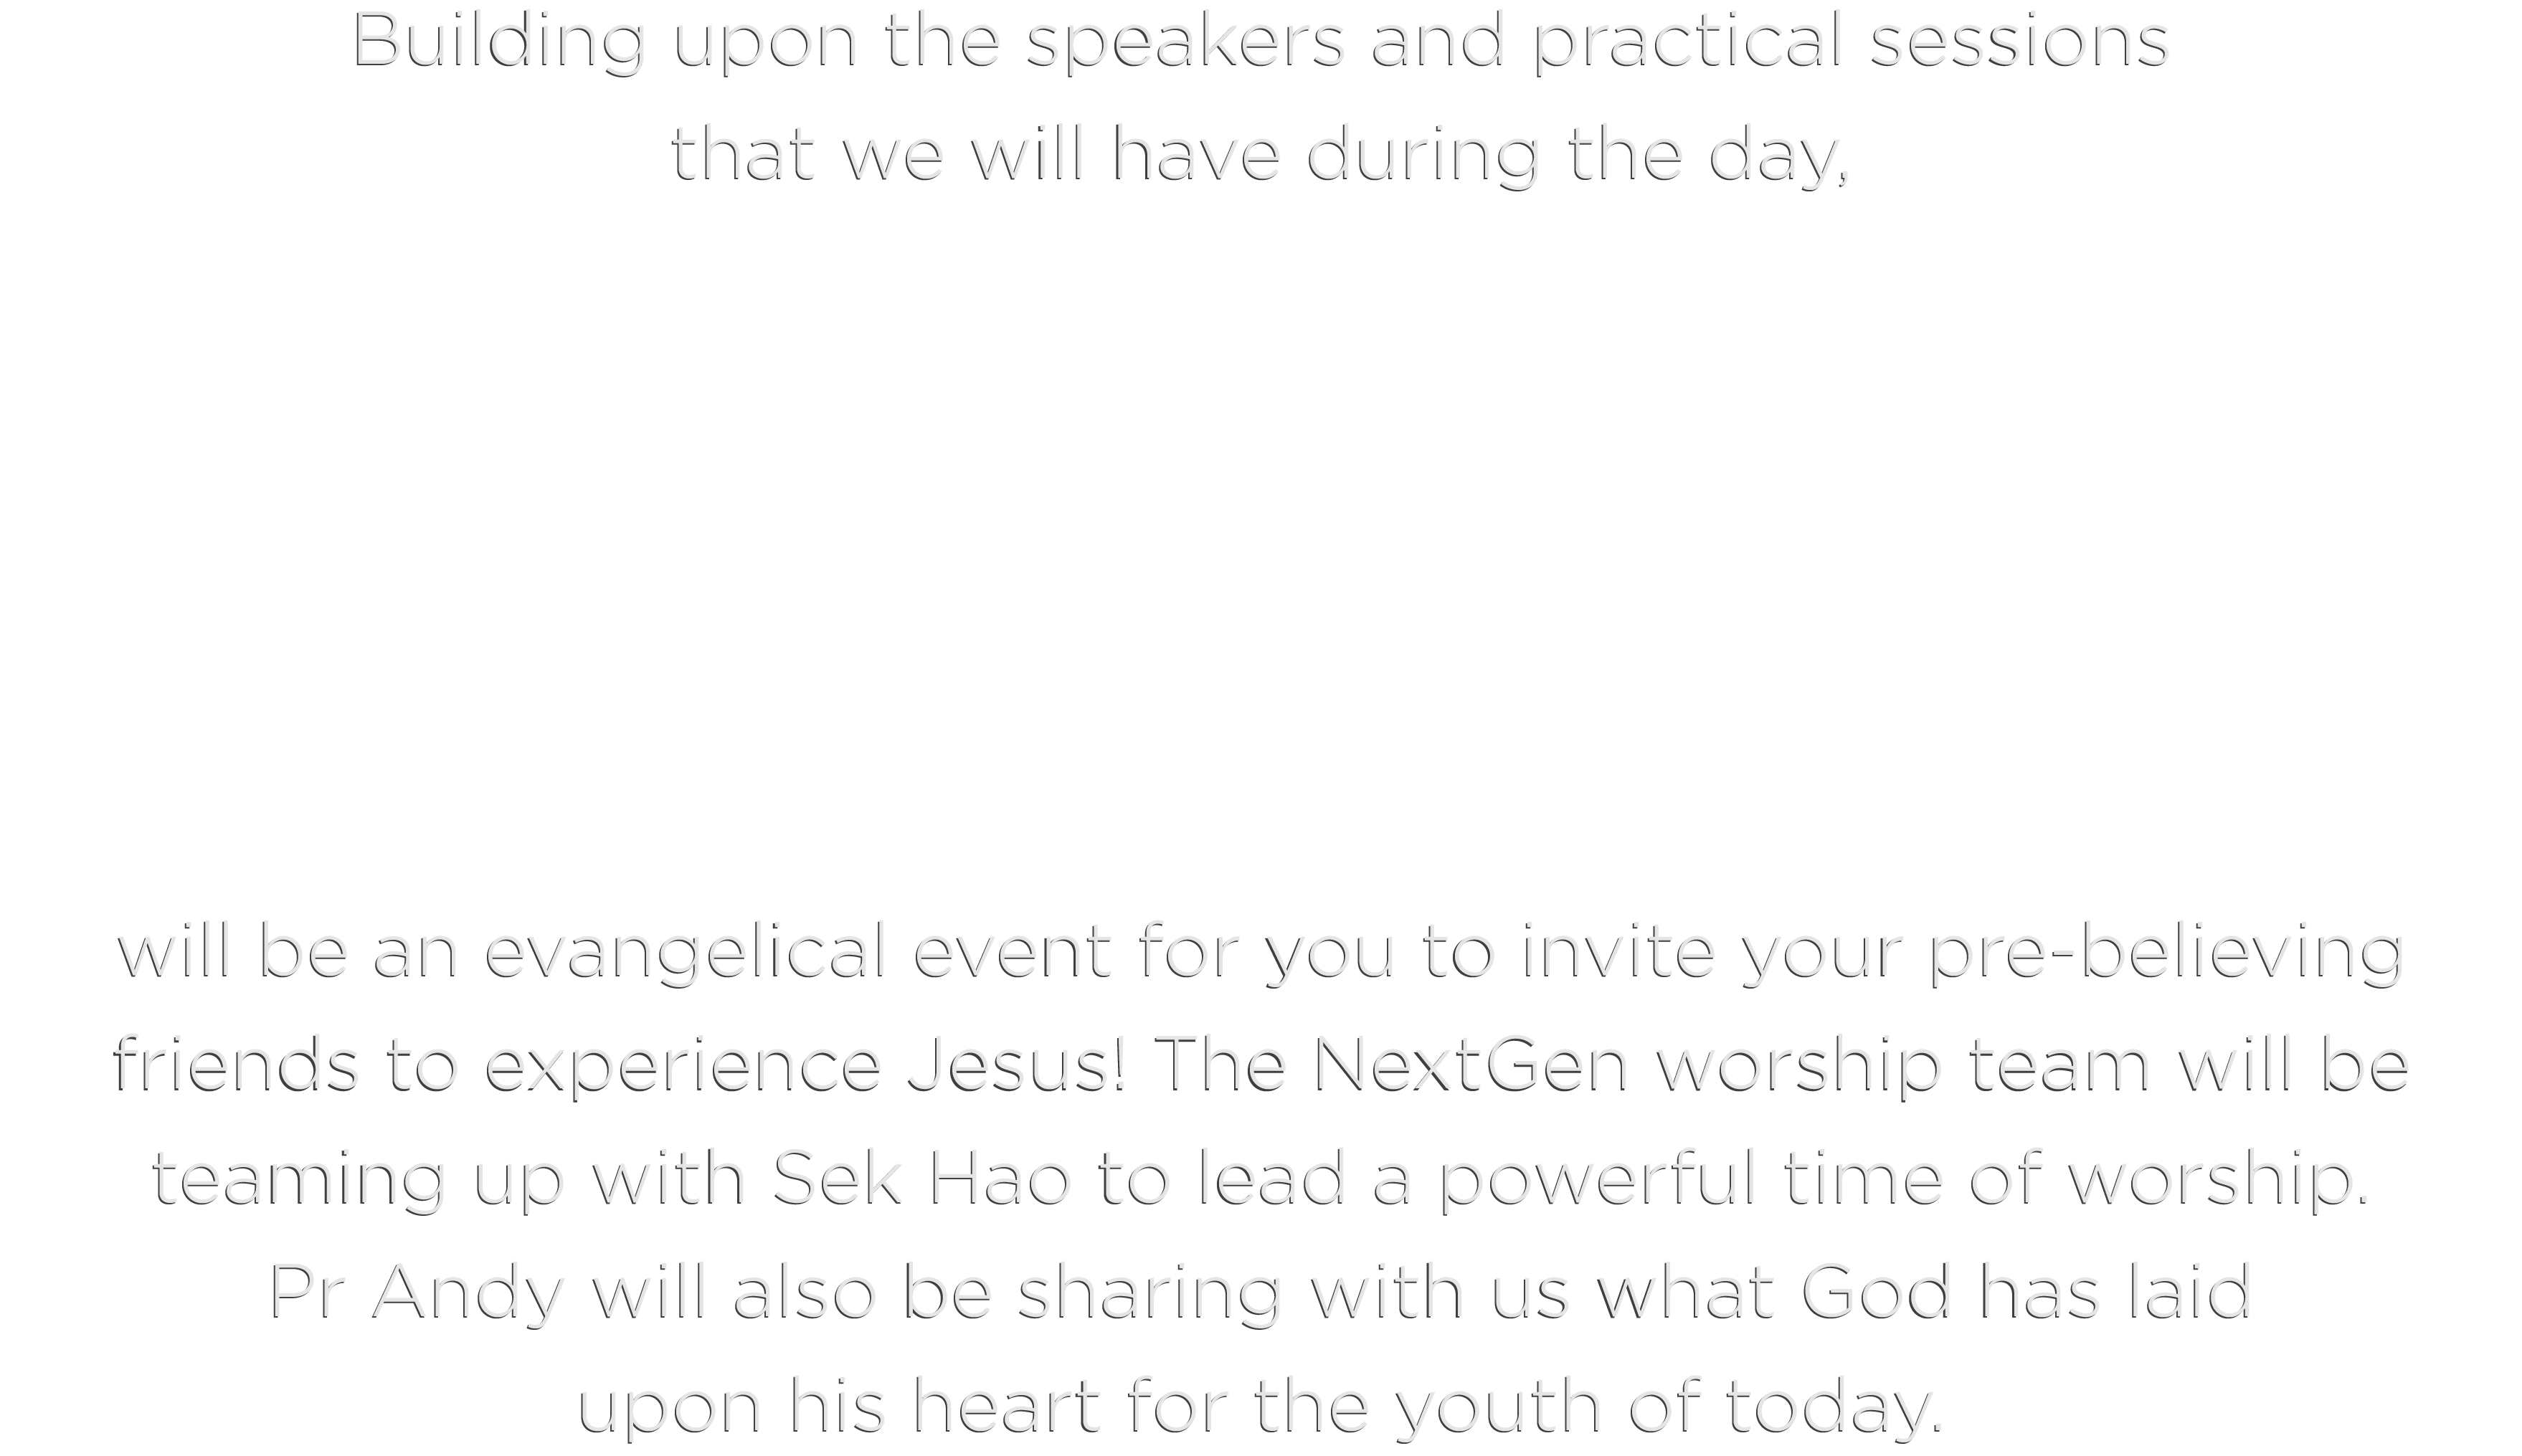 Building upon the speakers and practical sessions
that we will have during the day,
will be an evangelical event for you to invite your pre-believing
friends to experience Jesus! The NextGen worship team will be
teaming up with Sek Hao to lead a powerful time of worship.
Pr Andy will also be sharing with us what God has laid
upon his heart for the youth of today.